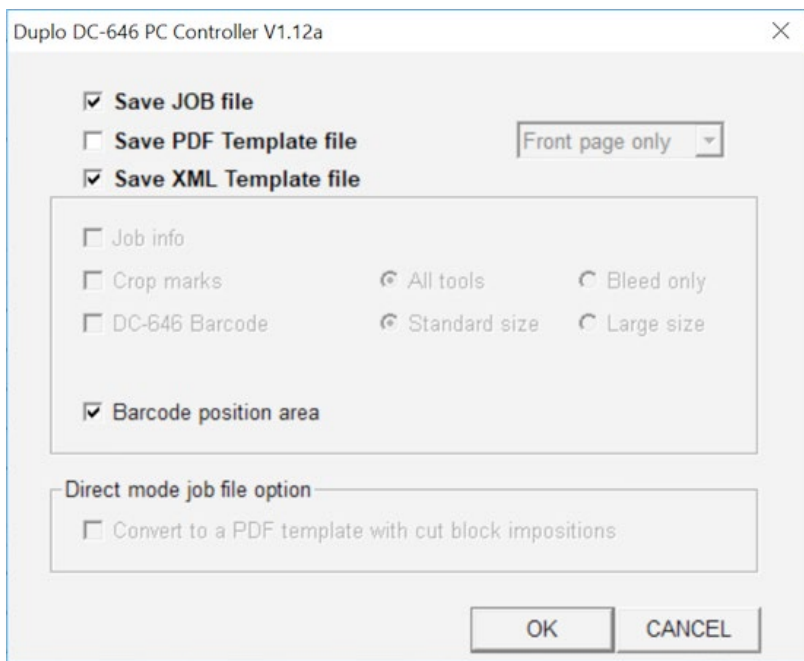 Duplo DC-646 PC Controller V1.12a
Save JOB file
Save PDF Template file Front page only
Save XML Template file
Job info
Crop marks All tools Bleed only
DC-646 Barcode Standard size Large size
Barcode position area
Direct mode job file option
Convert to a PDF template with cut block impositions
OK CANCEL